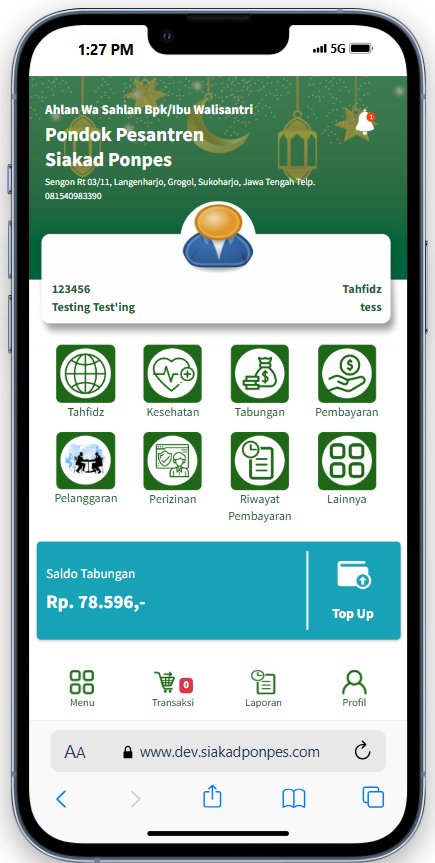 1:27 PM
5G
Ahlan Wa Sahlan Bpk/Ibu Walisantri
Pondok Pesantren
Siakad Ponpes
1
Sengon Rt 03/11, Langenharjo, Grogol, Sukoharjo, Jawa Tengah Telp.
081540983390
123456
Tahfidz
Testing Test'ing
tess
Tahfidz
Kesehatan
Tabungan
Pembayaran
Pelanggaran
Perizinan
Riwayat
Pembayaran
Lainnya
Saldo Tabungan
Rp. 78.596,-
Top Up
0
Menu
Transaksi
Laporan
Profil
AA
www.dev.siakadponpes.com